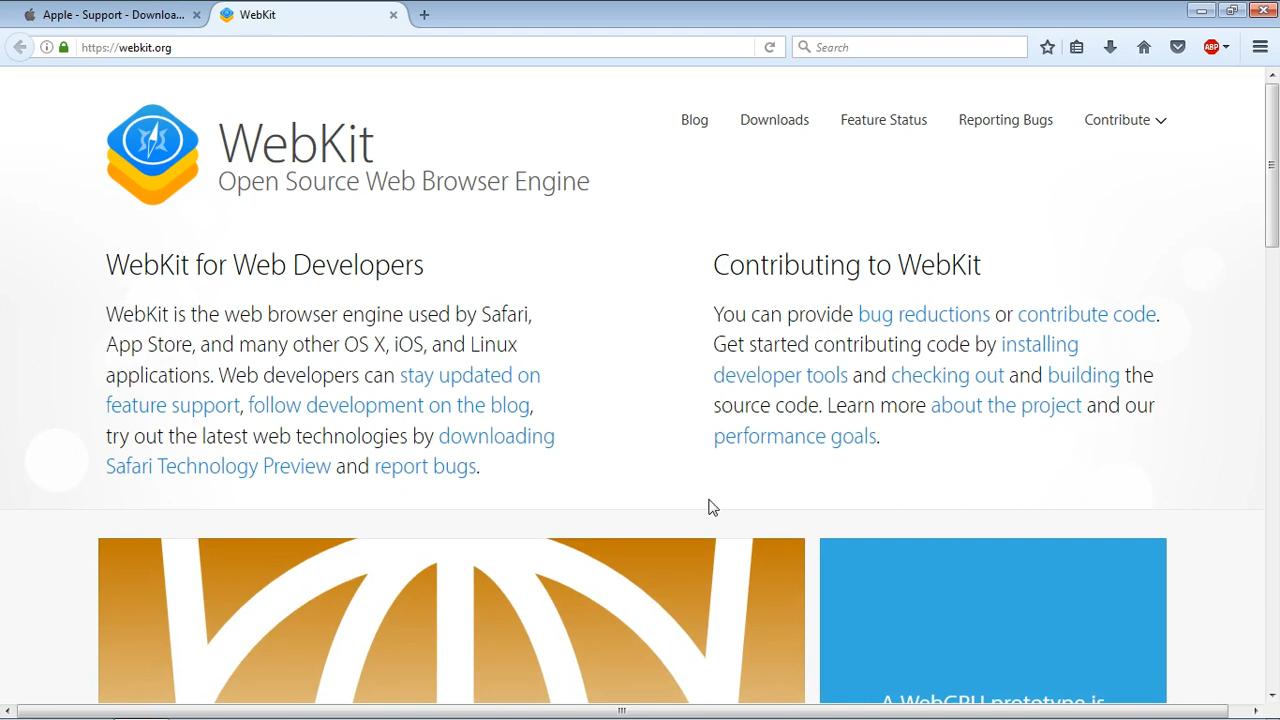 Apple - Support - Downloa...
WebKit
https://webkit.org
Search
ABP
WebKit
Open Source Web Browser Engine
Blog
Downloads
Feature Status
Reporting Bugs
Contribute
WebKit for Web Developers
WebKit is the web browser engine used by Safari,
App Store, and many other OS X, iOS, and Linux
applications. Web developers can stay updated on
feature support, follow development on the blog,
try out the latest web technologies by downloading
Safari Technology Preview and report bugs.
Contributing to WebKit
You can provide bug reductions or contribute code.
Get started contributing code by installing
developer tools and checking out and building the
source code. Learn more about the project and our
performance goals.
A WebGPU prototype is